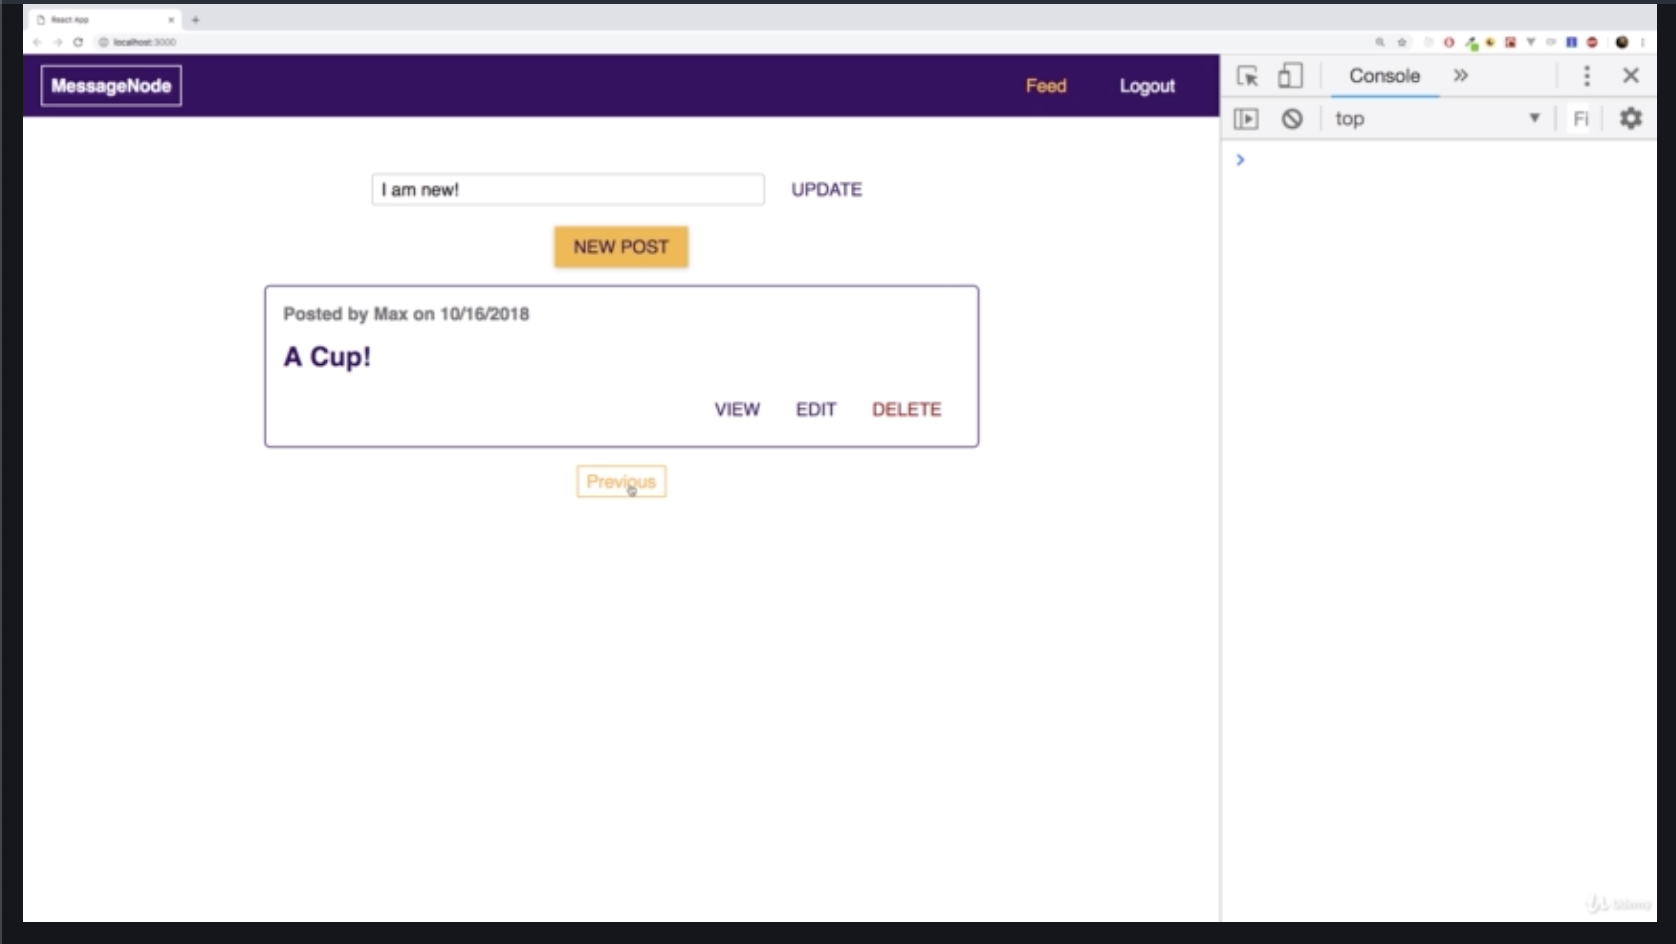 React App
localhost:3000
MessageNode
Feed
Logout
Console
top
Fi
I am new!
UPDATE
NEW POST
Posted by Max on 10/16/2018
A Cup!
VIEW
EDIT
DELETE
Previous
Udemy